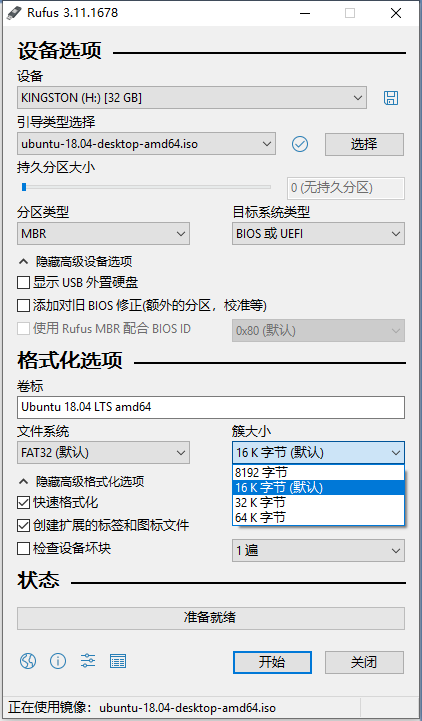 Rufus 3.11.1678
设备选项
设备
KINGSTON (H:) [32 GB]
引导类型选择
ubuntu-18.04-desktop-amd64.iso
选择
持久分区大小
0 (无持久分区)
分区类型
目标系统类型
MBR
BIOS 或 UEFI
隐藏高级设备选项
显示 USB 外置硬盘
添加对旧 BIOS 修正(额外的分区，校准等)
使用 Rufus MBR 配合 BIOS ID
0x80 (默认)
格式化选项
卷标
Ubuntu 18.04 LTS amd64
文件系统
簇大小
FAT32 (默认)
16 K 字节 (默认)
8192 字节
16 K 字节 (默认)
32 K 字节
64 K 字节
隐藏高级格式化选项
快速格式化
创建扩展的标签和图标文件
检查设备坏块
1 遍
状态
准备就绪
开始
关闭
正在使用镜像：ubuntu-18.04-desktop-amd64.iso